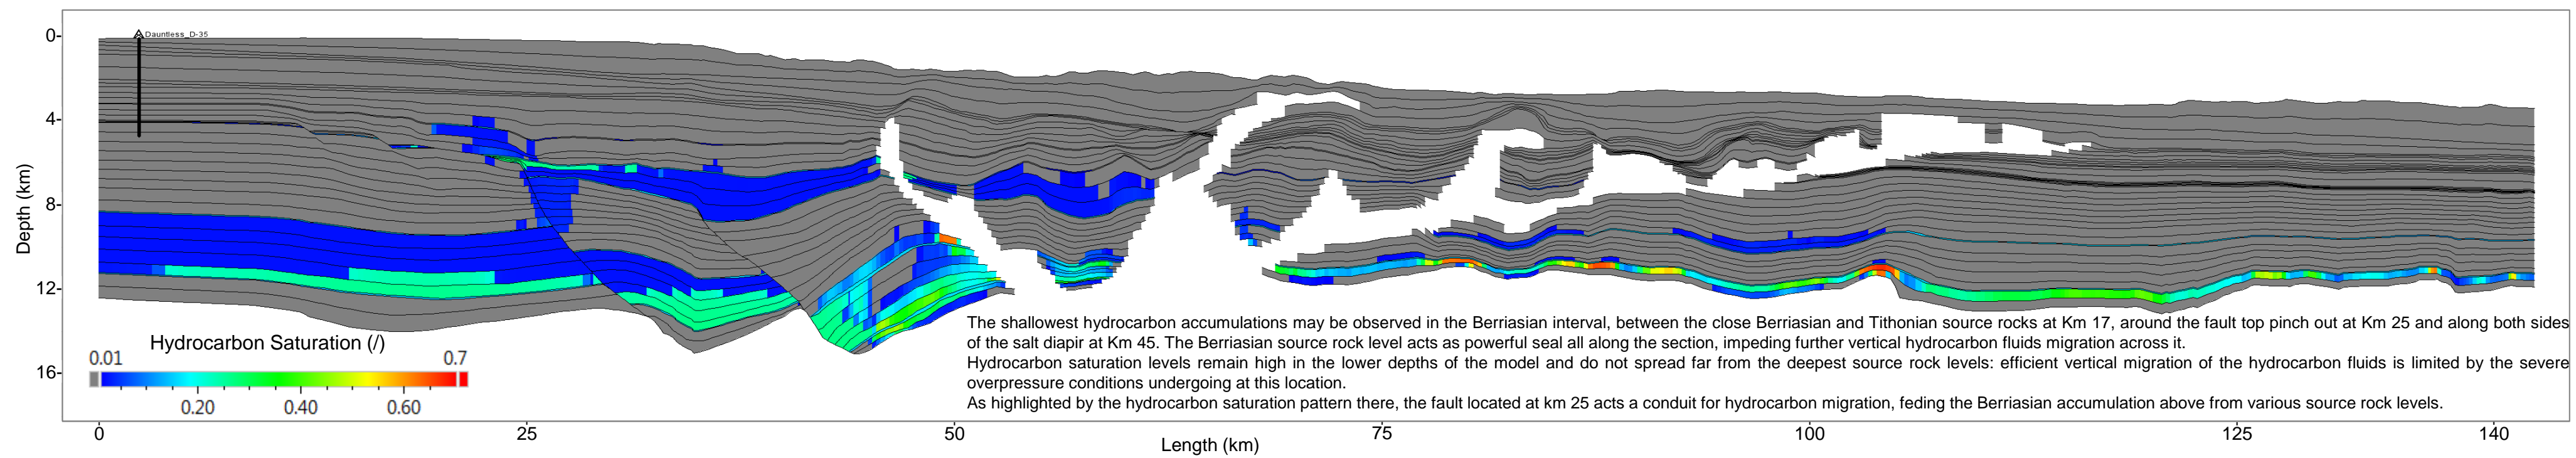 0
Dauntless_D-35
4
8
12
16
Depth (km)
Hydrocarbon Saturation (/)
0.01 0.7
0.20 0.40 0.60
The shallowest hydrocarbon accumulations may be observed in the Berriasian interval, between the close Berriasian and Tithonian source rocks at Km 17, around the fault top pinch out at Km 25 and along both sides
of the salt diapir at Km 45. The Berriasian source rock level acts as powerful seal all along the section, impeding further vertical hydrocarbon fluids migration across it.
Hydrocarbon saturation levels remain high in the lower depths of the model and do not spread far from the deepest source rock levels: efficient vertical migration of the hydrocarbon fluids is limited by the severe
overpressure conditions undergoing at this location.
As highlighted by the hydrocarbon saturation pattern there, the fault located at km 25 acts a conduit for hydrocarbon migration, feding the Berriasian accumulation above from various source rock levels.
0 25 50 75 100 125 140
Length (km)